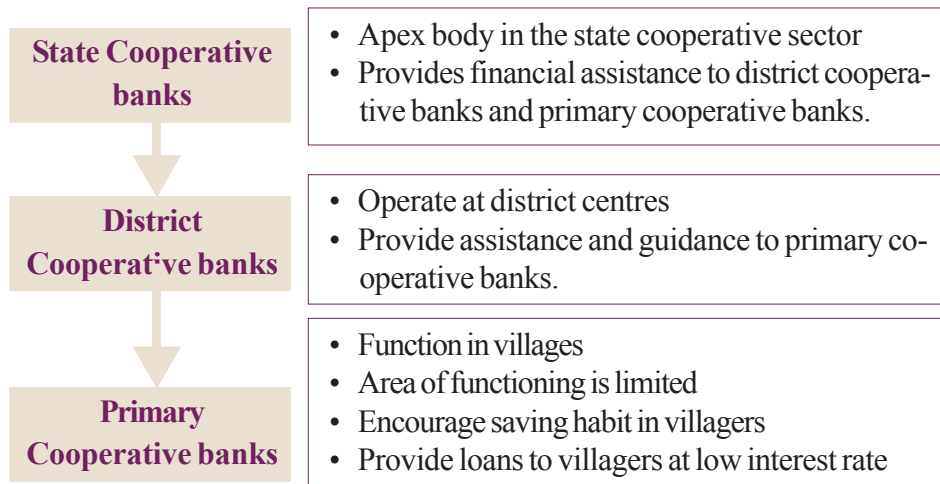 State Cooperative
banks
• Apex body in the state cooperative sector
• Provides financial assistance to district coopera-
tive banks and primary cooperative banks.
District
Cooperative banks
• Operate at district centres
• Provide assistance and guidance to primary co-
operative banks.
Primary
Cooperative banks
• Function in villages
• Area of functioning is limited
• Encourage saving habit in villagers
• Provide loans to villagers at low interest rate